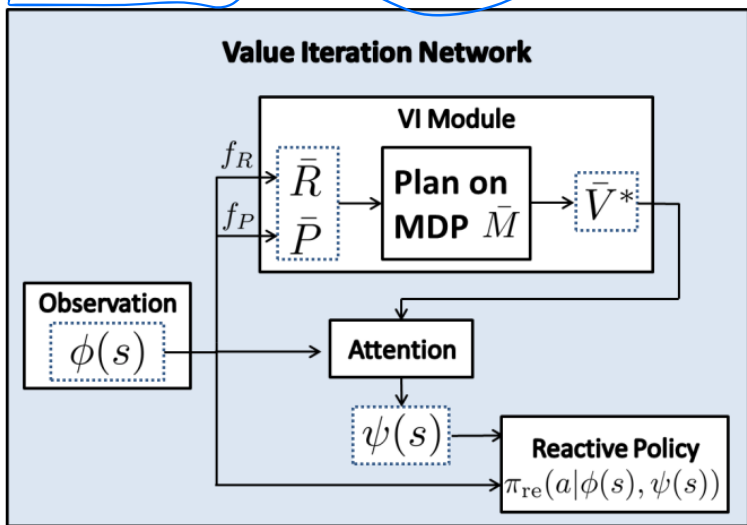 Value Iteration Network
VI Module
f_R
R̄
Plan on
MDP M̄
V̄*
f_P
P̄
Observation
ϕ(s)
Attention
ψ(s)
Reactive Policy
π_re(a|ϕ(s), ψ(s))